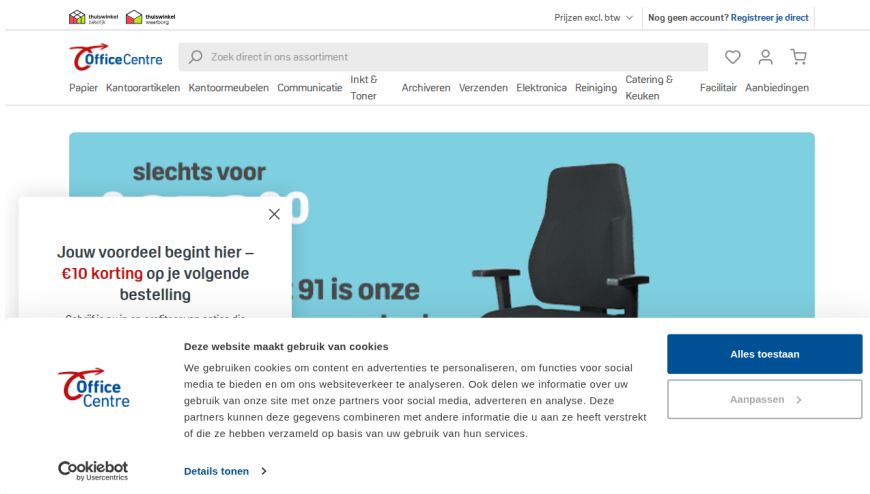 thuiswinkel zakelijk
thuiswinkel waarborg
Prijzen excl. btw
Nog geen account? Registreer je direct
OfficeCentre
Zoek direct in ons assortiment
Papier Kantoorartikelen Kantoormeubelen Communicatie Inkt & Toner Archiveren Verzenden Elektronica Reiniging Catering & Keuken Facilitair Aanbiedingen
slechts voor
91 is onze
Jouw voordeel begint hier –
€10 korting op je volgende
bestelling
Deze website maakt gebruik van cookies
We gebruiken cookies om content en advertenties te personaliseren, om functies voor social
media te bieden en om ons websiteverkeer te analyseren. Ook delen we informatie over uw
gebruik van onze site met onze partners voor social media, adverteren en analyse. Deze
partners kunnen deze gegevens combineren met andere informatie die u aan ze heeft verstrekt
of die ze hebben verzameld op basis van uw gebruik van hun services.
Alles toestaan
Aanpassen
Office
Centre
Cookiebot
by Usercentrics
Details tonen